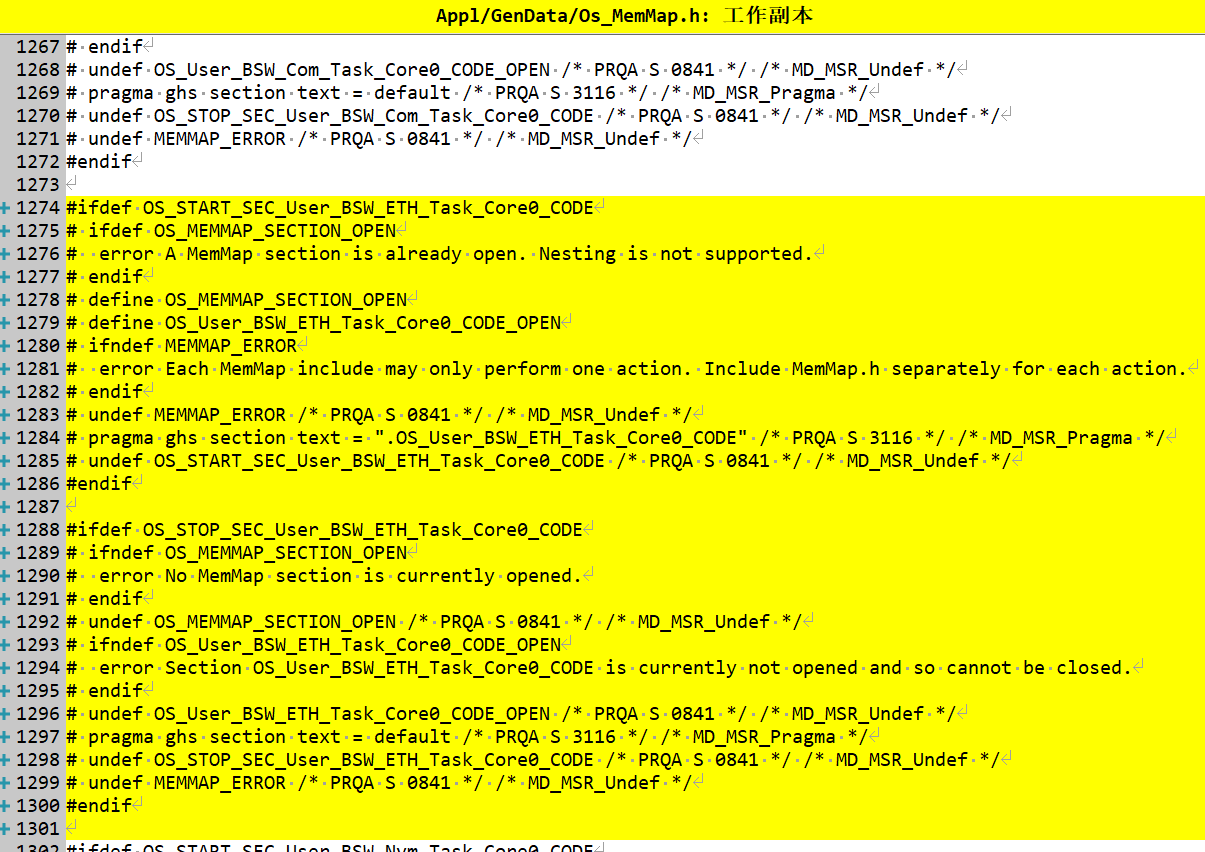 Appl/GenData/Os_MemMap.h: 工作副本
1267 # endif
1268 # undef OS_User_BSW_Com_Task_Core0_CODE_OPEN /* PRQA S 0841 */ /* MD_MSR_Undef */
1269 # pragma ghs section text = default /* PRQA S 3116 */ /* MD_MSR_Pragma */
1270 # undef OS_STOP_SEC_User_BSW_Com_Task_Core0_CODE /* PRQA S 0841 */ /* MD_MSR_Undef */
1271 # undef MEMMAP_ERROR /* PRQA S 0841 */ /* MD_MSR_Undef */
1272 #endif
1273
1274 #ifdef OS_START_SEC_User_BSW_ETH_Task_Core0_CODE
1275 # ifdef OS_MEMMAP_SECTION_OPEN
1276 #  error A MemMap section is already open. Nesting is not supported.
1277 # endif
1278 # define OS_MEMMAP_SECTION_OPEN
1279 # define OS_User_BSW_ETH_Task_Core0_CODE_OPEN
1280 # ifndef MEMMAP_ERROR
1281 #  error Each MemMap include may only perform one action. Include MemMap.h separately for each action.
1282 # endif
1283 # undef MEMMAP_ERROR /* PRQA S 0841 */ /* MD_MSR_Undef */
1284 # pragma ghs section text = ".OS_User_BSW_ETH_Task_Core0_CODE" /* PRQA S 3116 */ /* MD_MSR_Pragma */
1285 # undef OS_START_SEC_User_BSW_ETH_Task_Core0_CODE /* PRQA S 0841 */ /* MD_MSR_Undef */
1286 #endif
1287
1288 #ifdef OS_STOP_SEC_User_BSW_ETH_Task_Core0_CODE
1289 # ifndef OS_MEMMAP_SECTION_OPEN
1290 #  error No MemMap section is currently opened.
1291 # endif
1292 # undef OS_MEMMAP_SECTION_OPEN /* PRQA S 0841 */ /* MD_MSR_Undef */
1293 # ifndef OS_User_BSW_ETH_Task_Core0_CODE_OPEN
1294 #  error Section OS_User_BSW_ETH_Task_Core0_CODE is currently not opened and so cannot be closed.
1295 # endif
1296 # undef OS_User_BSW_ETH_Task_Core0_CODE_OPEN /* PRQA S 0841 */ /* MD_MSR_Undef */
1297 # pragma ghs section text = default /* PRQA S 3116 */ /* MD_MSR_Pragma */
1298 # undef OS_STOP_SEC_User_BSW_ETH_Task_Core0_CODE /* PRQA S 0841 */ /* MD_MSR_Undef */
1299 # undef MEMMAP_ERROR /* PRQA S 0841 */ /* MD_MSR_Undef */
1300 #endif
1301
1302 #ifdef OS_START_SEC_User_BSW_Nvm_Task_Core0_CODE